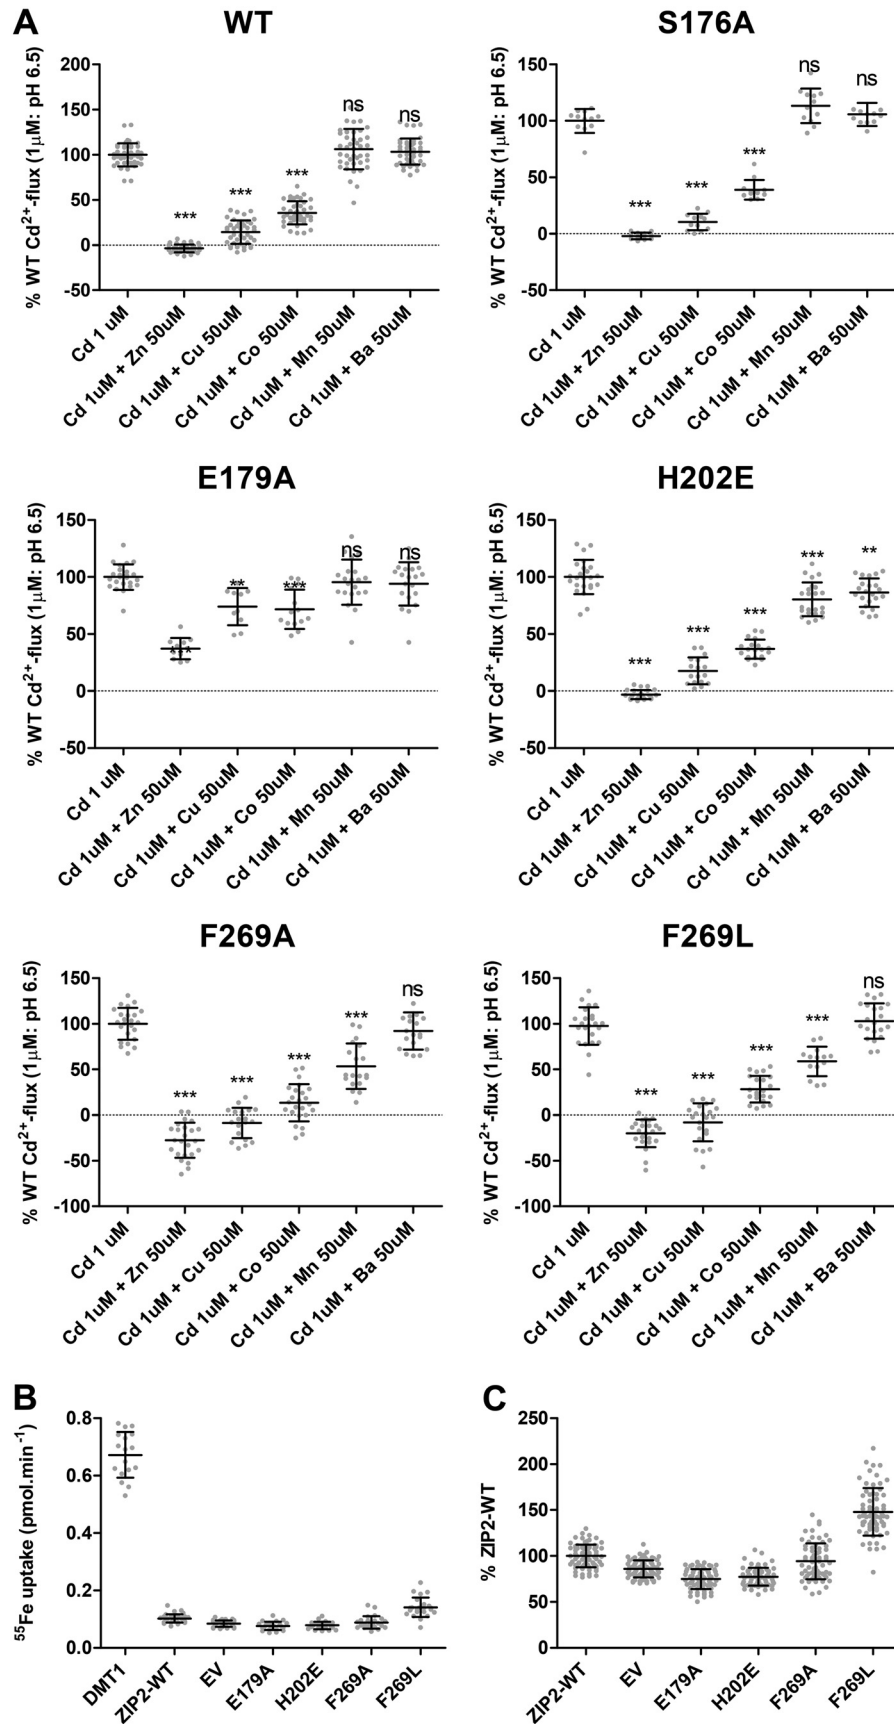 A
WT
% WT Cd2+-flux (1µM: pH 6.5)
200
150
100
50
0
-50
Cd 1 uM
Cd 1uM + Zn 50uM
Cd 1uM + Cu 50uM
Cd 1uM + Co 50uM
Cd 1uM + Mn 50uM
Cd 1uM + Ba 50uM
***
***
***
ns
ns
S176A
% WT Cd2+-flux (1µM: pH 6.5)
150
100
50
0
-50
Cd 1 uM
Cd 1uM + Zn 50uM
Cd 1uM + Cu 50uM
Cd 1uM + Co 50uM
Cd 1uM + Mn 50uM
Cd 1uM + Ba 50uM
***
***
***
ns
ns
E179A
% WT Cd2+-flux (1µM: pH 6.5)
150
100
50
0
-50
Cd 1 uM
Cd 1uM + Zn 50uM
Cd 1uM + Cu 50uM
Cd 1uM + Co 50uM
Cd 1uM + Mn 50uM
Cd 1uM + Ba 50uM
***
**
***
ns
ns
H202E
% WT Cd2+-flux (1µM: pH 6.5)
150
100
50
0
-50
Cd 1 uM
Cd 1uM + Zn 50uM
Cd 1uM + Cu 50uM
Cd 1uM + Co 50uM
Cd 1uM + Mn 50uM
Cd 1uM + Ba 50uM
***
***
***
***
**
F269A
% WT Cd2+-flux (1µM: pH 6.5)
150
100
50
0
-50
-100
Cd 1 uM
Cd 1uM + Zn 50uM
Cd 1uM + Cu 50uM
Cd 1uM + Co 50uM
Cd 1uM + Mn 50uM
Cd 1uM + Ba 50uM
***
***
***
***
ns
F269L
% WT Cd2+-flux (1µM: pH 6.5)
150
100
50
0
-50
-100
Cd 1 uM
Cd 1uM + Zn 50uM
Cd 1uM + Cu 50uM
Cd 1uM + Co 50uM
Cd 1uM + Mn 50uM
Cd 1uM + Ba 50uM
***
***
***
***
ns
B
55Fe uptake (pmol.min-1)
0.8
0.6
0.4
0.2
0.0
DMT1
ZIP2-WT
EV
E179A
H202E
F269A
F269L
C
% ZIP2-WT
250
200
150
100
50
0
ZIP2-WT
EV
E179A
H202E
F269A
F269L